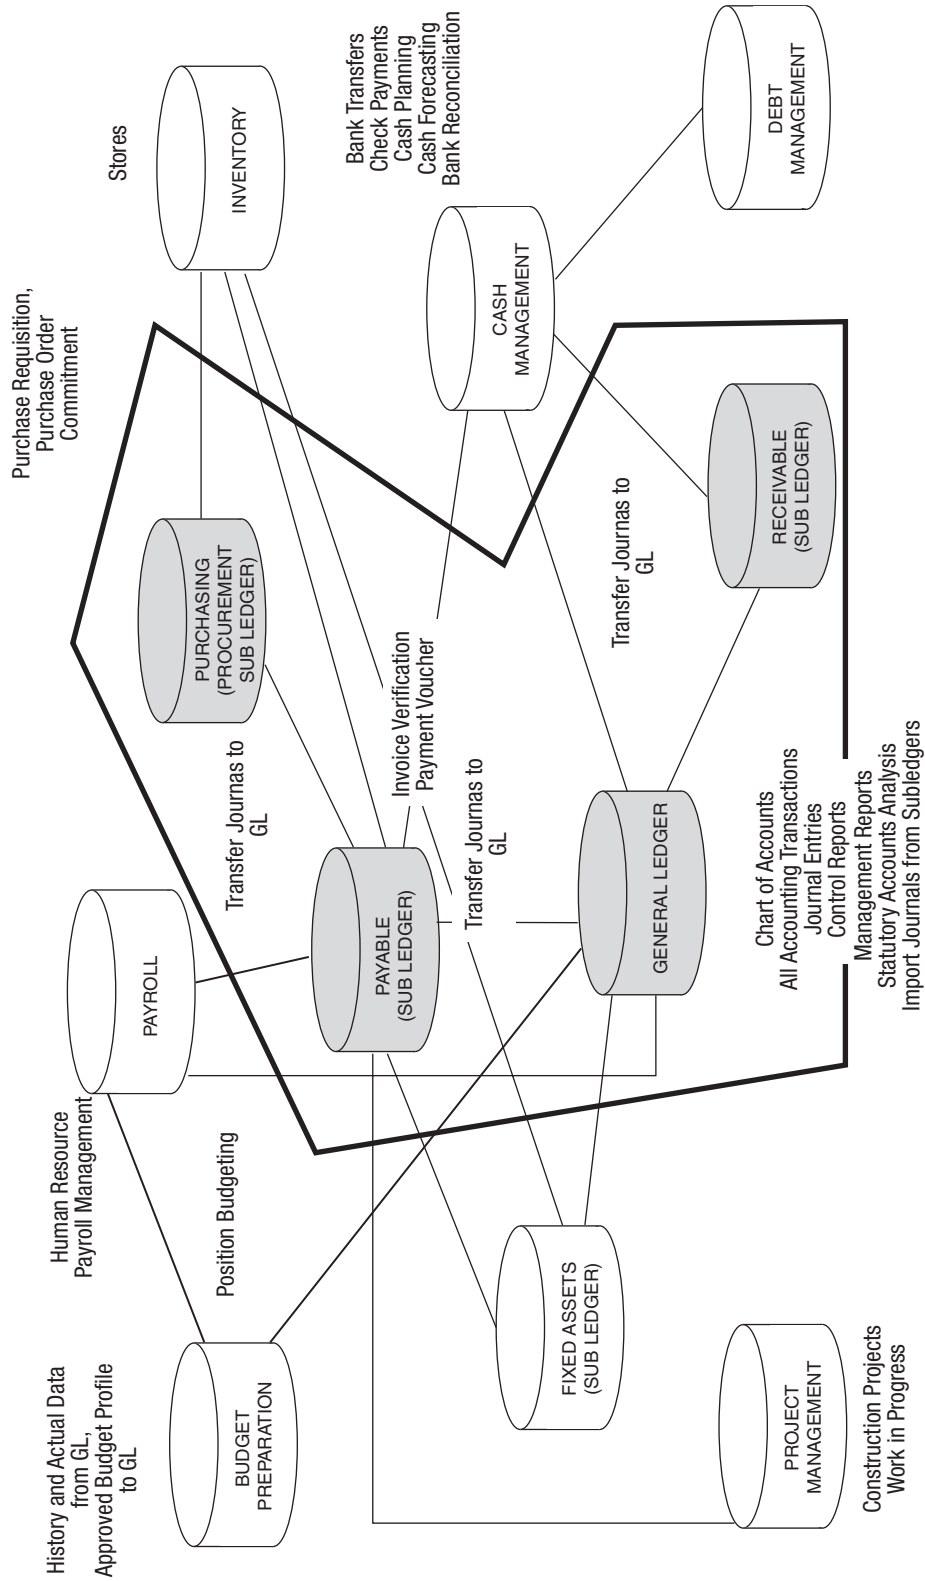 History and Actual Data
from GL,
Approved Budget Profile
to GL
BUDGET
PREPARATION
Human Resource
Payroll Management
PAYROLL
Position Budgeting
Purchase Requisition,
Purchase Order
Commitment
Stores
INVENTORY
PURCHASING
(PROCUREMENT
SUB LEDGER)
Transfer Journas to
GL
PAYABLE
(SUB LEDGER)
Invoice Verification
Payment Voucher
Bank Transfers
Check Payments
Cash Planning
Cash Forecasting
Bank Reconciliation
CASH
MANAGEMENT
Transfer Journas to
GL
FIXED ASSETS
(SUB LEDGER)
GENERAL LEDGER
Transfer Journas to
GL
RECEIVABLE
(SUB LEDGER)
DEBT
MANAGEMENT
PROJECT
MANAGEMENT
Construction Projects
Work in Progress
Chart of Accounts
All Accounting Transactions
Journal Entries
Control Reports
Management Reports
Statutory Accounts Analysis
Import Journals from Subledgers